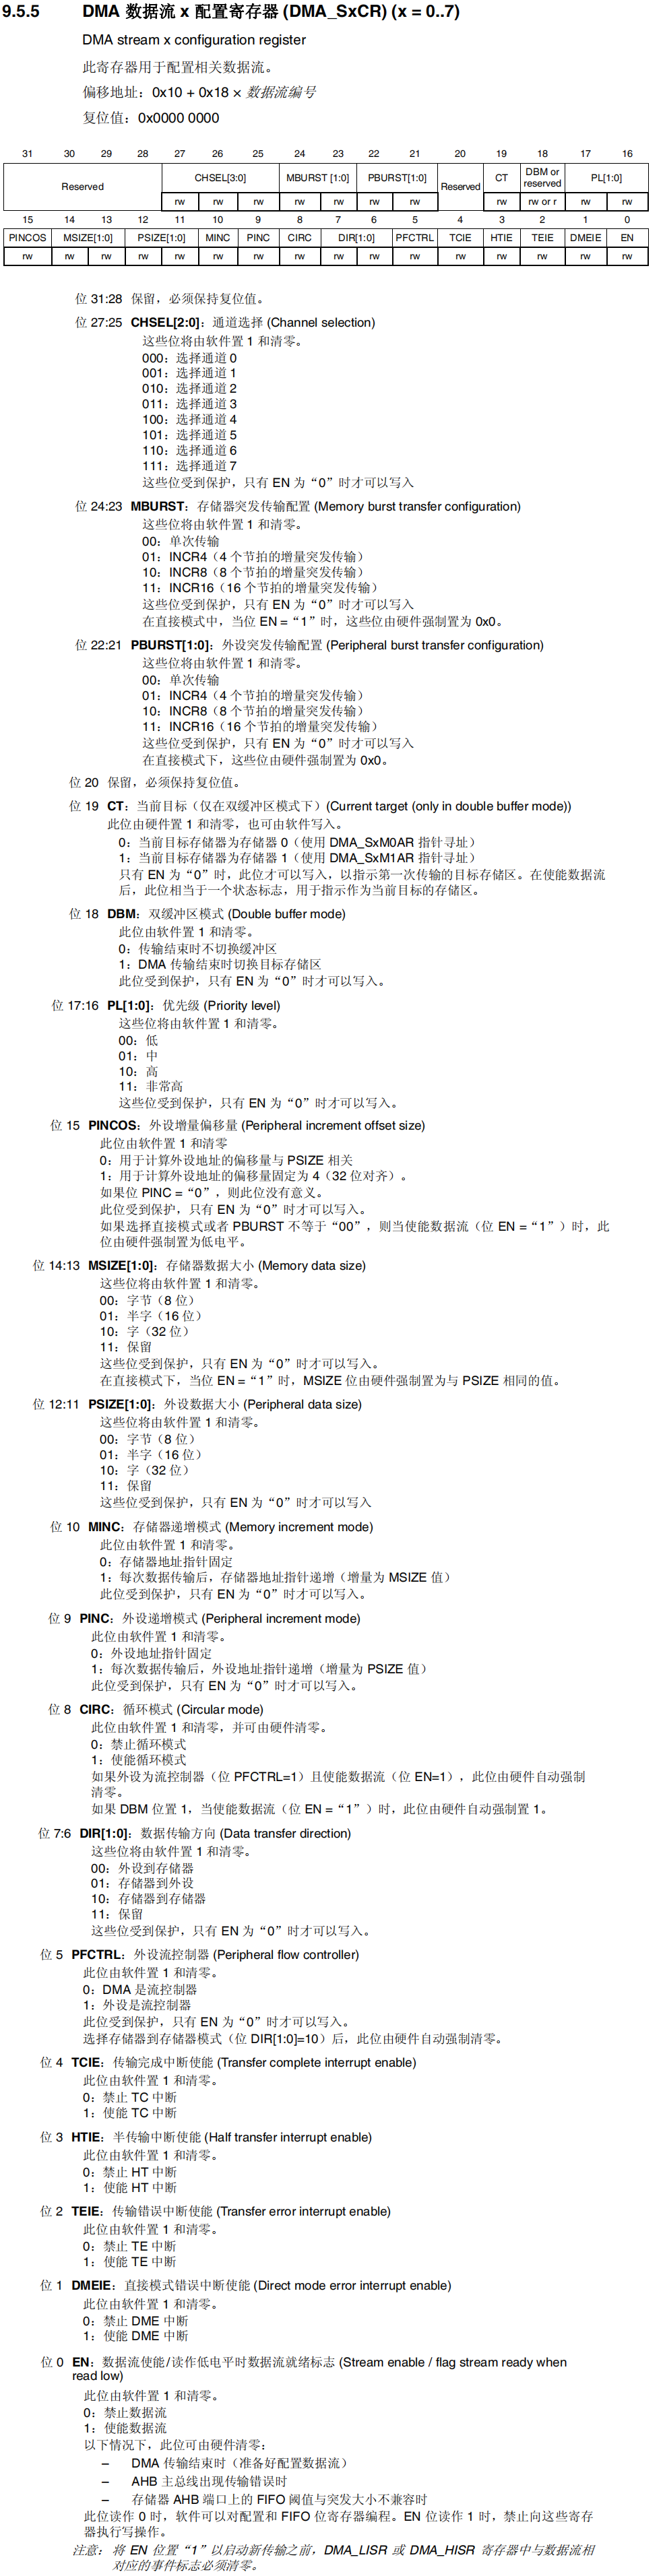 9.5.5 DMA 数据流 x 配置寄存器 (DMA_SxCR) (x = 0..7)
DMA stream x configuration register
此寄存器用于配置相关数据流。
偏移地址：0x10 + 0x18 × 数据流编号
复位值：0x0000 0000
31 30 29 28 27 26 25 24 23 22 21 20 19 18 17 16
Reserved CHSEL[3:0] MBURST [1:0] PBURST[1:0] Reserved CT DBM or reserved PL[1:0]
rw rw rw rw rw rw rw rw rw or r rw rw
15 14 13 12 11 10 9 8 7 6 5 4 3 2 1 0
PINCOS MSIZE[1:0] PSIZE[1:0] MINC PINC CIRC DIR[1:0] PFCTRL TCIE HTIE TEIE DMEIE EN
rw rw rw rw rw rw rw rw rw rw rw rw rw rw rw rw
位 31:28 保留，必须保持复位值。
位 27:25 CHSEL[2:0]：通道选择 (Channel selection)
这些位将由软件置 1 和清零。
000：选择通道 0
001：选择通道 1
010：选择通道 2
011：选择通道 3
100：选择通道 4
101：选择通道 5
110：选择通道 6
111：选择通道 7
这些位受到保护，只有 EN 为“0”时才可以写入
位 24:23 MBURST：存储器突发传输配置 (Memory burst transfer configuration)
这些位将由软件置 1 和清零。
00：单次传输
01：INCR4（4 个节拍的增量突发传输）
10：INCR8（8 个节拍的增量突发传输）
11：INCR16（16 个节拍的增量突发传输）
这些位受到保护，只有 EN 为“0”时才可以写入
在直接模式中，当位 EN =“1”时，这些位由硬件强制置为 0x0。
位 22:21 PBURST[1:0]：外设突发传输配置 (Peripheral burst transfer configuration)
这些位将由软件置 1 和清零。
00：单次传输
01：INCR4（4 个节拍的增量突发传输）
10：INCR8（8 个节拍的增量突发传输）
11：INCR16（16 个节拍的增量突发传输）
这些位受到保护，只有 EN 为“0”时才可以写入
在直接模式下，这些位由硬件强制置为 0x0。
位 20 保留，必须保持复位值。
位 19 CT：当前目标（仅在双缓冲区模式下）(Current target (only in double buffer mode))
此位由硬件置 1 和清零，也可由软件写入。
0：当前目标存储器为存储器 0（使用 DMA_SxM0AR 指针寻址）
1：当前目标存储器为存储器 1（使用 DMA_SxM1AR 指针寻址）
只有 EN 为“0”时，此位才可以写入，以指示第一次传输的目标存储区。在使能数据流
后，此位相当于一个状态标志，用于指示作为当前目标的存储区。
位 18 DBM：双缓冲区模式 (Double buffer mode)
此位由软件置 1 和清零。
0：传输结束时不切换缓冲区
1：DMA 传输结束时切换目标存储区
此位受到保护，只有 EN 为“0”时才可以写入。
位 17:16 PL[1:0]：优先级 (Priority level)
这些位将由软件置 1 和清零。
00：低
01：中
10：高
11：非常高
这些位受到保护，只有 EN 为“0”时才可以写入。
位 15 PINCOS：外设增量偏移量 (Peripheral increment offset size)
此位由软件置 1 和清零
0：用于计算外设地址的偏移量与 PSIZE 相关
1：用于计算外设地址的偏移量固定为 4（32 位对齐）。
如果位 PINC =“0”，则此位没有意义。
此位受到保护，只有 EN 为“0”时才可以写入。
如果选择直接模式或者 PBURST 不等于“00”，则当使能数据流（位 EN =“1”）时，此
位由硬件强制置为低电平。
位 14:13 MSIZE[1:0]：存储器数据大小 (Memory data size)
这些位将由软件置 1 和清零。
00：字节（8 位）
01：半字（16 位）
10：字（32 位）
11：保留
这些位受到保护，只有 EN 为“0”时才可以写入。
在直接模式下，当位 EN =“1”时，MSIZE 位由硬件强制置为与 PSIZE 相同的值。
位 12:11 PSIZE[1:0]：外设数据大小 (Peripheral data size)
这些位将由软件置 1 和清零。
00：字节（8 位）
01：半字（16 位）
10：字（32 位）
11：保留
这些位受到保护，只有 EN 为“0”时才可以写入
位 10 MINC：存储器递增模式 (Memory increment mode)
此位由软件置 1 和清零。
0：存储器地址指针固定
1：每次数据传输后，存储器地址指针递增（增量为 MSIZE 值）
此位受到保护，只有 EN 为“0”时才可以写入。
位 9 PINC：外设递增模式 (Peripheral increment mode)
此位由软件置 1 和清零。
0：外设地址指针固定
1：每次数据传输后，外设地址指针递增（增量为 PSIZE 值）
此位受到保护，只有 EN 为“0”时才可以写入。
位 8 CIRC：循环模式 (Circular mode)
此位由软件置 1 和清零，并可由硬件清零。
0：禁止循环模式
1：使能循环模式
如果外设为流控制器（位 PFCTRL=1）且使能数据流（位 EN=1），此位由硬件自动强制
清零。
如果 DBM 位置 1，当使能数据流（位 EN =“1”）时，此位由硬件自动强制置 1。
位 7:6 DIR[1:0]：数据传输方向 (Data transfer direction)
这些位将由软件置 1 和清零。
00：外设到存储器
01：存储器到外设
10：存储器到存储器
11：保留
这些位受到保护，只有 EN 为“0”时才可以写入。
位 5 PFCTRL：外设流控制器 (Peripheral flow controller)
此位由软件置 1 和清零。
0：DMA 是流控制器
1：外设是流控制器
此位受到保护，只有 EN 为“0”时才可以写入。
选择存储器到存储器模式（位 DIR[1:0]=10）后，此位由硬件自动强制清零。
位 4 TCIE：传输完成中断使能 (Transfer complete interrupt enable)
此位由软件置 1 和清零。
0：禁止 TC 中断
1：使能 TC 中断
位 3 HTIE：半传输中断使能 (Half transfer interrupt enable)
此位由软件置 1 和清零。
0：禁止 HT 中断
1：使能 HT 中断
位 2 TEIE：传输错误中断使能 (Transfer error interrupt enable)
此位由软件置 1 和清零。
0：禁止 TE 中断
1：使能 TE 中断
位 1 DMEIE：直接模式错误中断使能 (Direct mode error interrupt enable)
此位由软件置 1 和清零。
0：禁止 DME 中断
1：使能 DME 中断
位 0 EN：数据流使能/读作低电平时数据流就绪标志 (Stream enable / flag stream ready when
read low)
此位由软件置 1 和清零。
0：禁止数据流
1：使能数据流
以下情况下，此位可由硬件清零：
– DMA 传输结束时（准备好配置数据流）
– AHB 主总线出现传输错误时
– 存储器 AHB 端口上的 FIFO 阈值与突发大小不兼容时
此位读作 0 时，软件可以对配置和 FIFO 位寄存器编程。EN 位读作 1 时，禁止向这些寄存
器执行写操作。
注意：将 EN 位置“1”以启动新传输之前，DMA_LISR 或 DMA_HISR 寄存器中与数据流相
对应的事件标志必须清零。